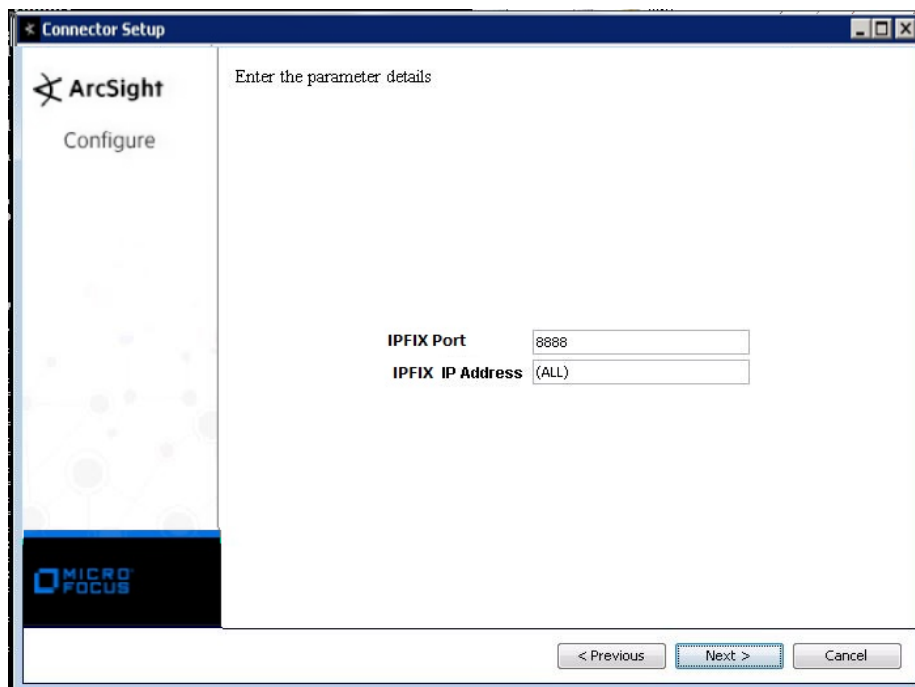 Connector Setup
ArcSight
Configure
Enter the parameter details
IPFIX Port 8888
IPFIX IP Address (ALL)
MICRO
FOCUS
< Previous Next > Cancel